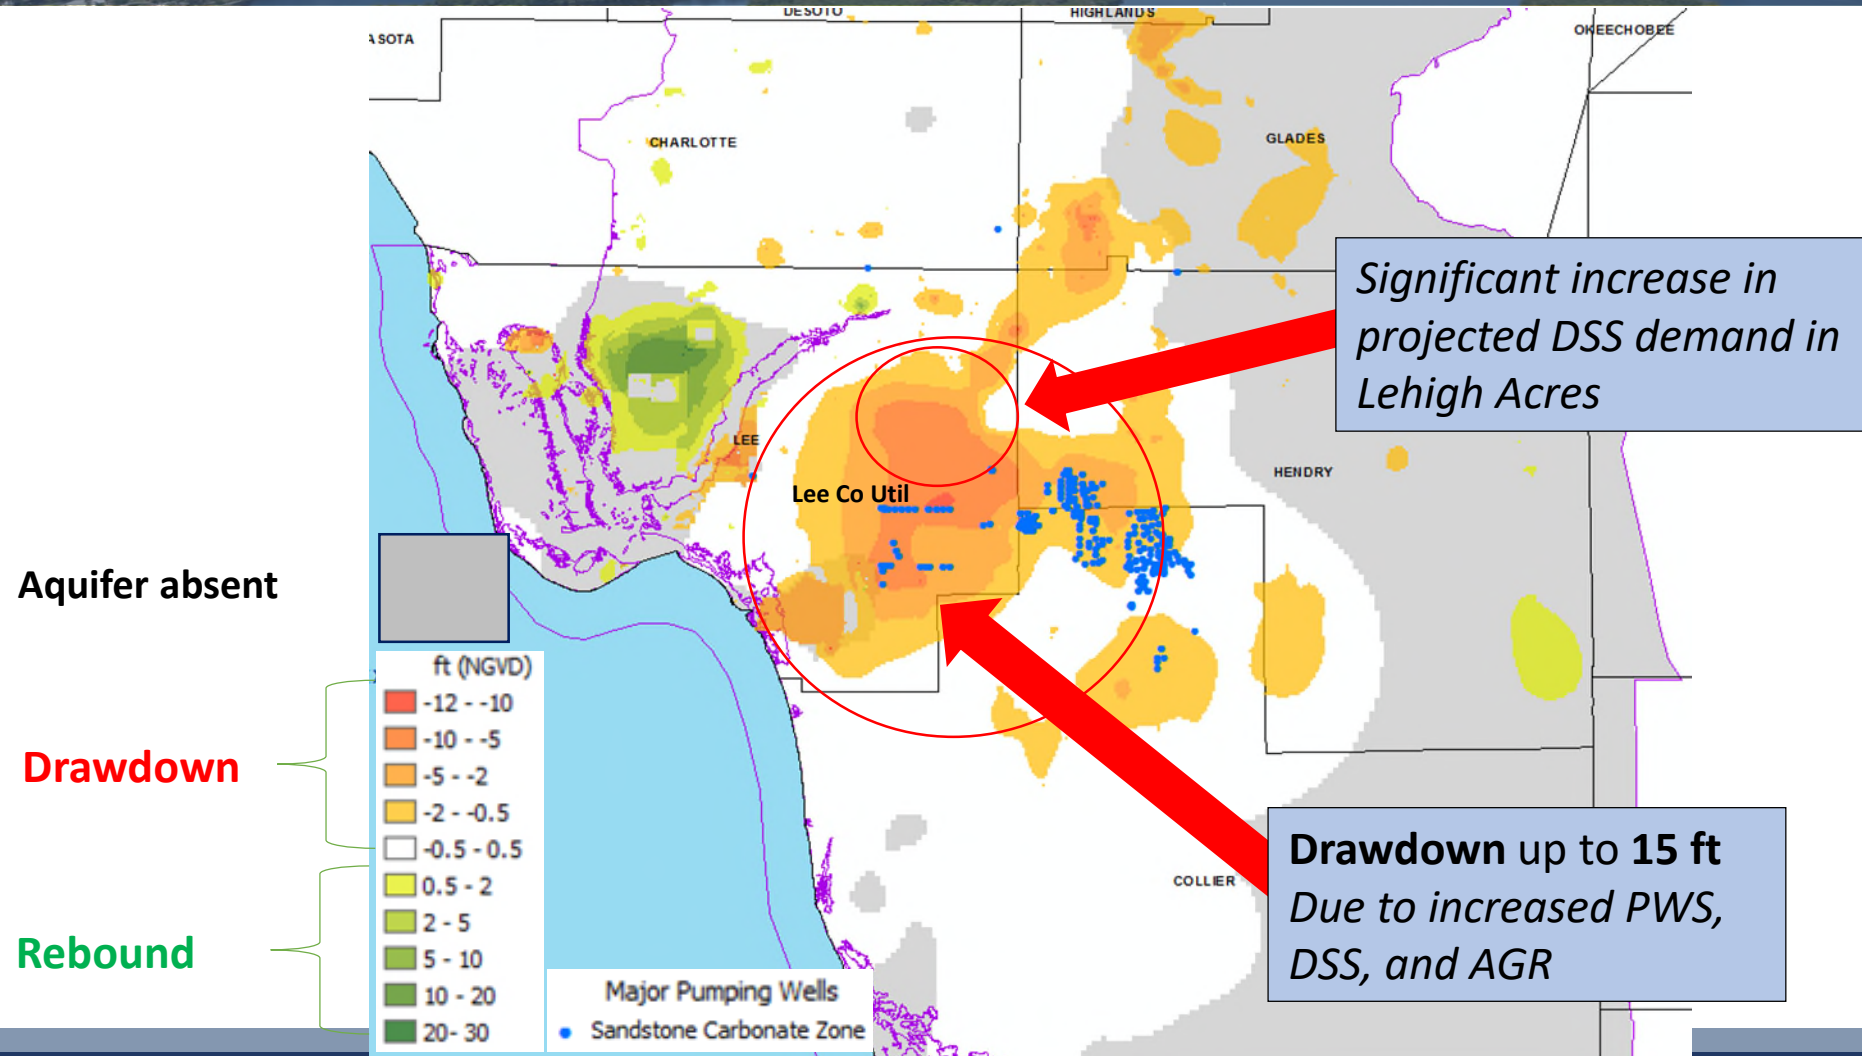 DESOTO
HIGHLANDS
ASOTA
OKEECHOBEE
CHARLOTTE
GLADES
Significant increase in
projected DSS demand in
Lehigh Acres
LEE
HENDRY
Lee Co Util
Aquifer absent
ft (NGVD)
-12 - -10
-10 - -5
Drawdown
-5 - -2
-2 - -0.5
-0.5 - 0.5
0.5 - 2
2 - 5
Rebound
5 - 10
10 - 20
20- 30
Major Pumping Wells
Sandstone Carbonate Zone
COLLIER
Drawdown up to 15 ft
Due to increased PWS,
DSS, and AGR